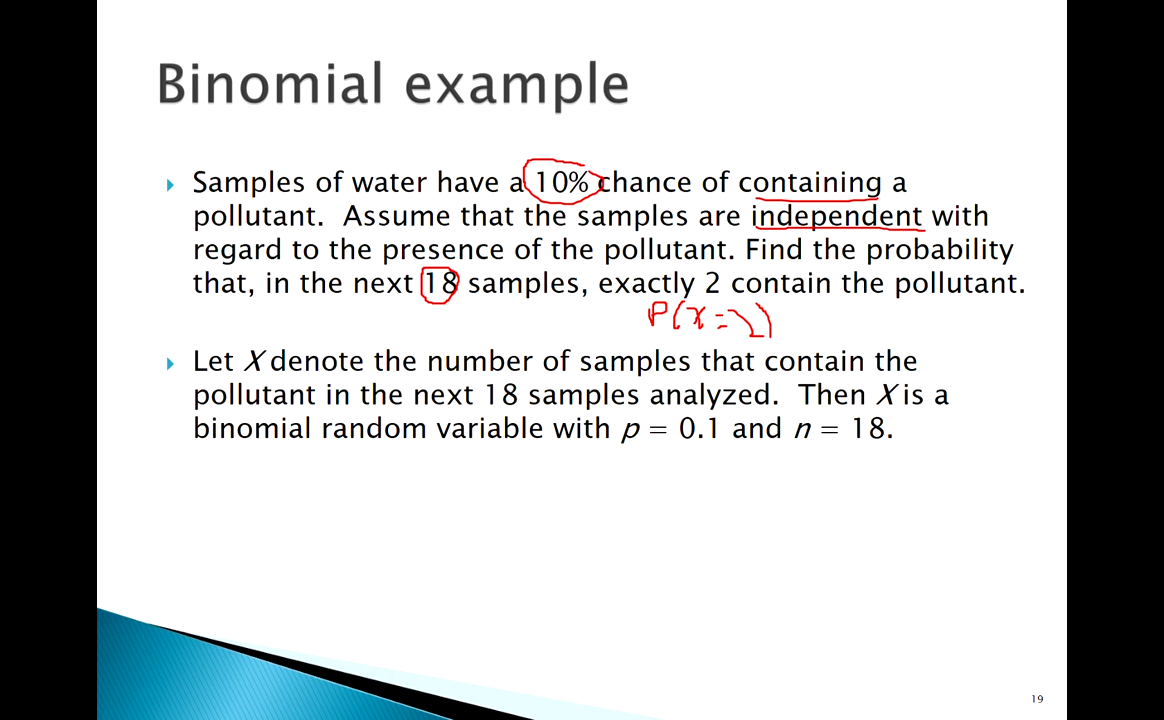 Binomial example
Samples of water have a 10% chance of containing a
pollutant. Assume that the samples are independent with
regard to the presence of the pollutant. Find the probability
that, in the next 18 samples, exactly 2 contain the pollutant.
P(x=2)
Let X denote the number of samples that contain the
pollutant in the next 18 samples analyzed. Then X is a
binomial random variable with p = 0.1 and n = 18.
19